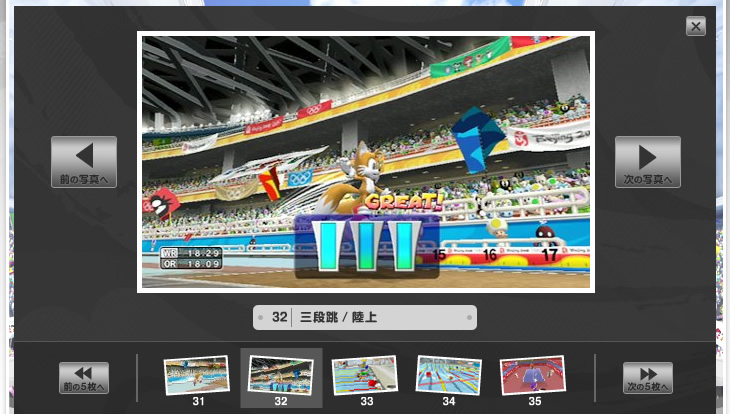 Beijing 20
GREAT!
WR 18.29
OR 18.09
15 16 17
前の写真へ
次の写真へ
32 三段跳 / 陸上
前の5枚へ
31
32
33
34
35
次の5枚へ